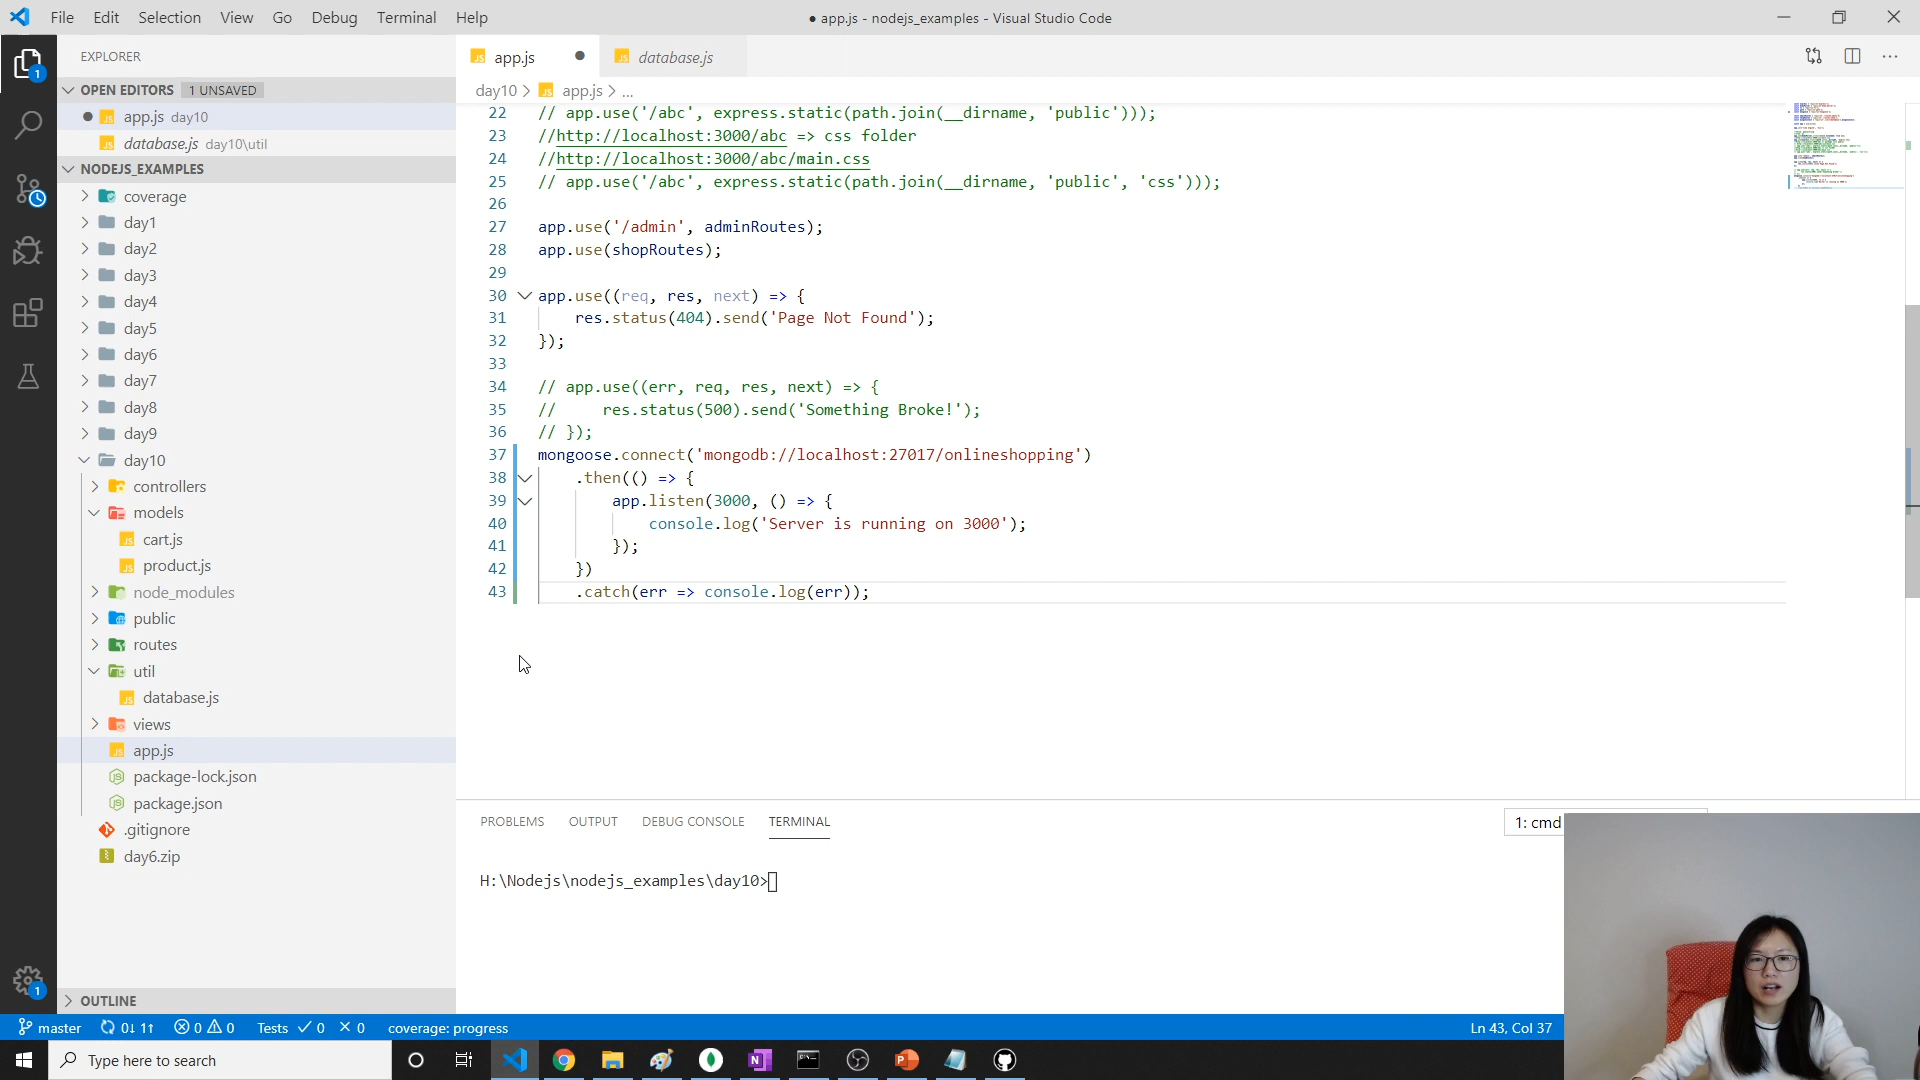 File Edit Selection View Go Debug Terminal Help
● app.js - nodejs_examples - Visual Studio Code
EXPLORER
OPEN EDITORS 1 UNSAVED
app.js day10
database.js day10\util
NODEJS_EXAMPLES
coverage
day1
day2
day3
day4
day5
day6
day7
day8
day9
day10
controllers
models
cart.js
product.js
node_modules
public
routes
util
database.js
views
app.js
package-lock.json
package.json
.gitignore
day6.zip
OUTLINE
app.js
database.js
day10 > app.js > ...
22 // app.use('/abc', express.static(path.join(__dirname, 'public')));
23 //http://localhost:3000/abc => css folder
24 //http://localhost:3000/abc/main.css
25 // app.use('/abc', express.static(path.join(__dirname, 'public', 'css')));
26
27 app.use('/admin', adminRoutes);
28 app.use(shopRoutes);
29
30 app.use((req, res, next) => {
31 res.status(404).send('Page Not Found');
32 });
33
34 // app.use((err, req, res, next) => {
35 // res.status(500).send('Something Broke!');
36 // });
37 mongoose.connect('mongodb://localhost:27017/onlineshopping')
38 .then(() => {
39 app.listen(3000, () => {
40 console.log('Server is running on 3000');
41 });
42 })
43 .catch(err => console.log(err));
PROBLEMS OUTPUT DEBUG CONSOLE TERMINAL
1: cmd
H:\Nodejs\nodejs_examples\day10>
master 0↓ 1↑ 0 0 Tests ✓ 0 ✕ 0 coverage: progress
Ln 43, Col 37
Type here to search